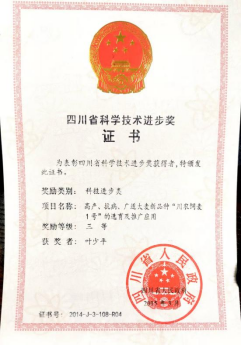 四川省科学技术进步奖
证书
为表彰四川省科学技术进步奖获得者，特颁发
此证书。
奖励类别： 科技进步类
项目名称： 高产、抗病、广适大麦新品种“川农饲麦
1号”的选育及推广应用
奖励等级： 三等
获奖者： 叶少平
四川省人民政府
证书号： 2014-J-3-108-R04